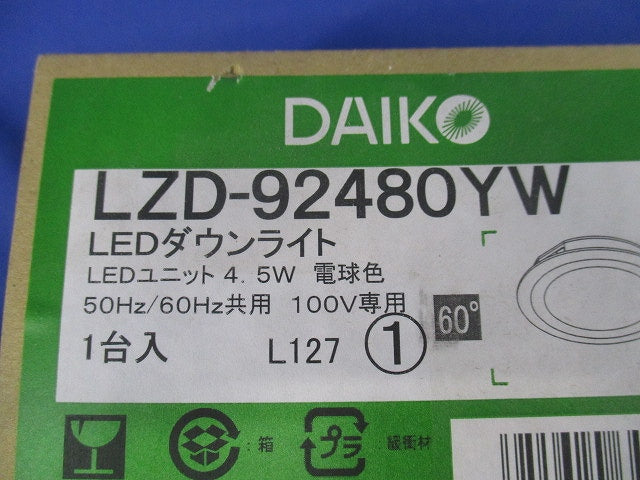 DAIKO
LZD-92480YW
LEDダウンライト
LEDユニット 4.5W 電球色
50Hz/60Hz共用 100V専用
60°
1台入 L127 ①
:箱 プラ :緩衝材